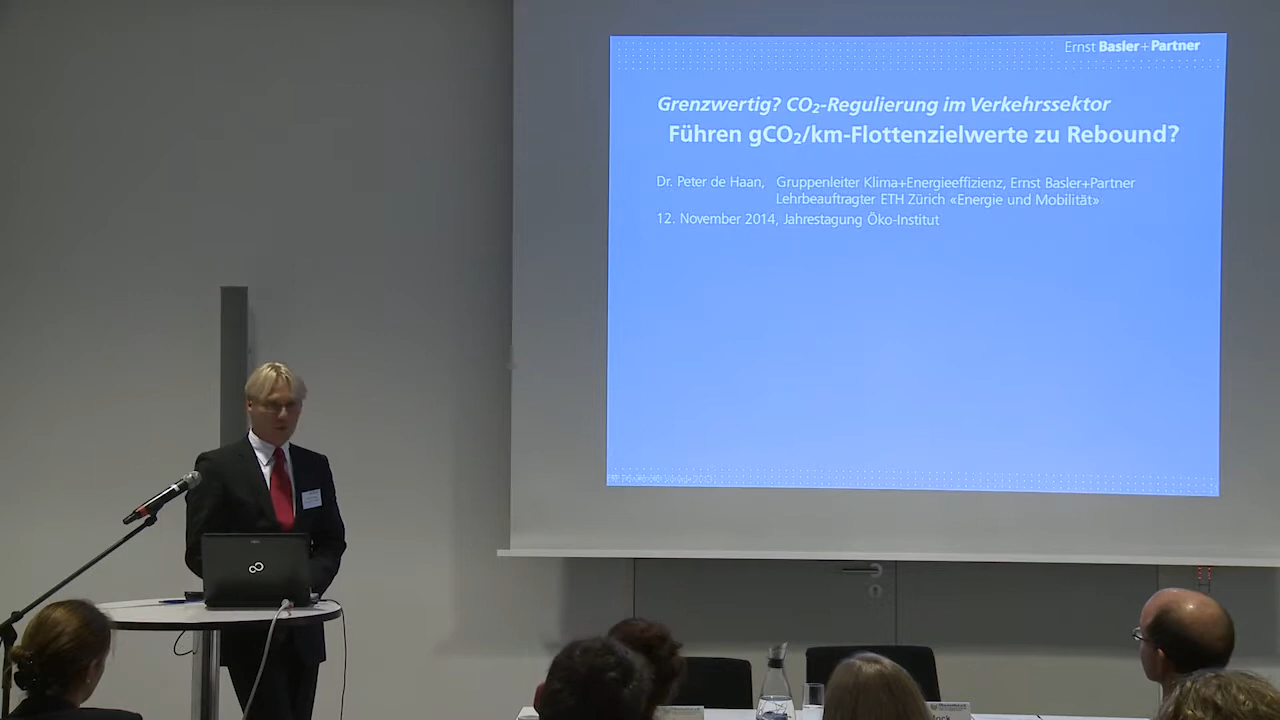 Ernst Basler+Partner
Grenzwertig? CO₂-Regulierung im Verkehrssektor
Führen gCO₂/km-Flottenzielwerte zu Rebound?
Dr. Peter de Haan, Gruppenleiter Klima+Energieeffizienz, Ernst Basler+Partner
Lehrbeauftragter ETH Zürich «Energie und Mobilität»
12. November 2014, Jahrestagung Öko-Institut